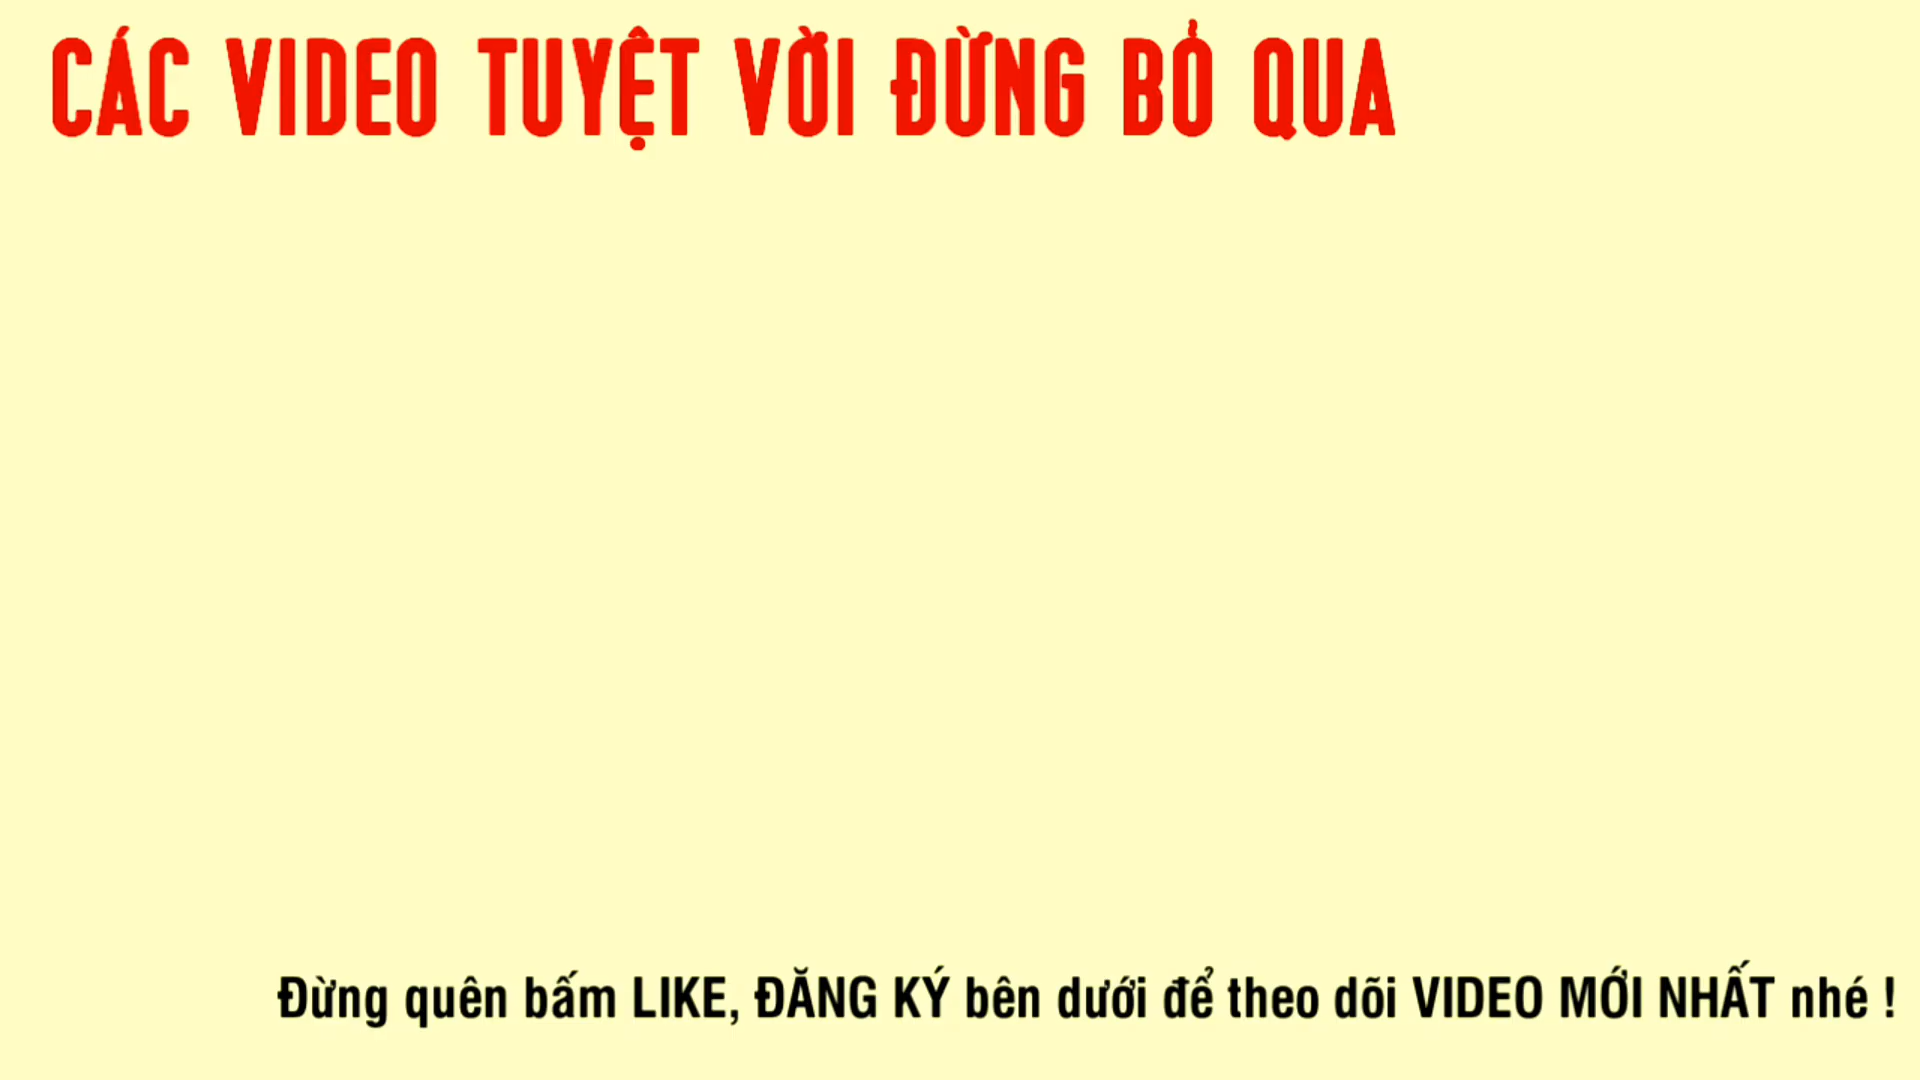 CÁC VIDEO TUYỆT VỜI ĐỪNG BỎ QUA
Đừng quên bấm LIKE, ĐĂNG KÝ bên dưới để theo dõi VIDEO MỚI NHẤT nhé !